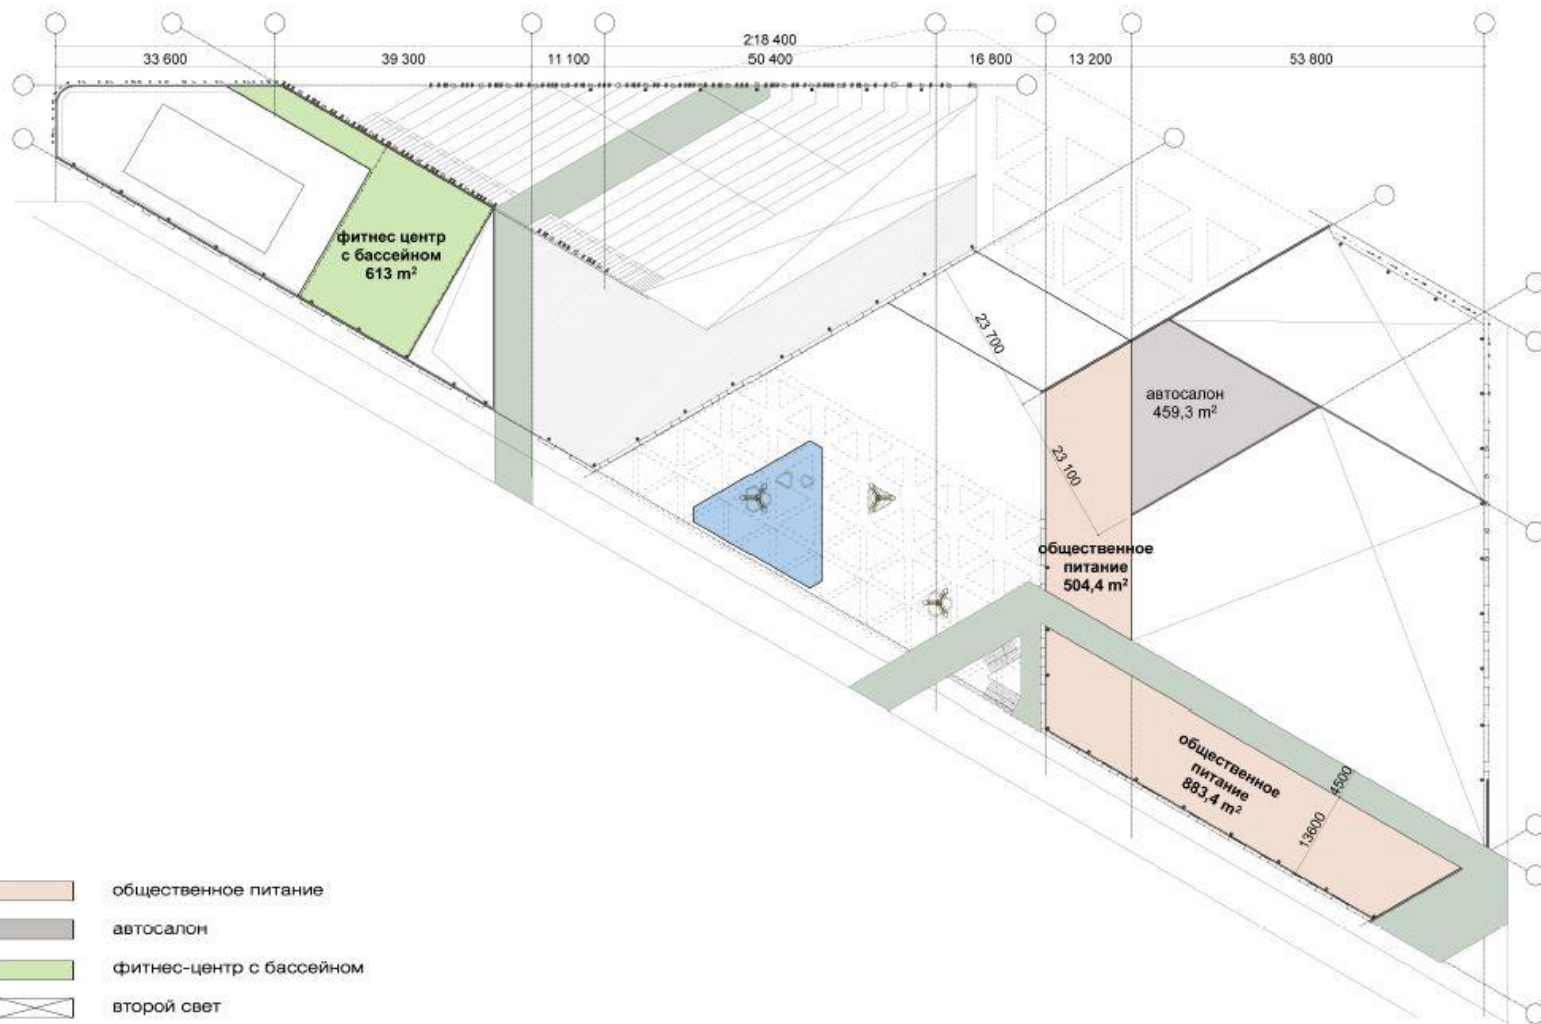 218 400
33 600
39 300
11 100
50 400
16 800
13 200
53 800
фитнес центр
с бассейном
613 m²
23 700
автосалон
459,3 m²
23 100
общественное
питание
504,4 m²
общественное
питание
883,4 m²
4500
13600
общественное питание
автосалон
фитнес-центр с бассейном
второй свет